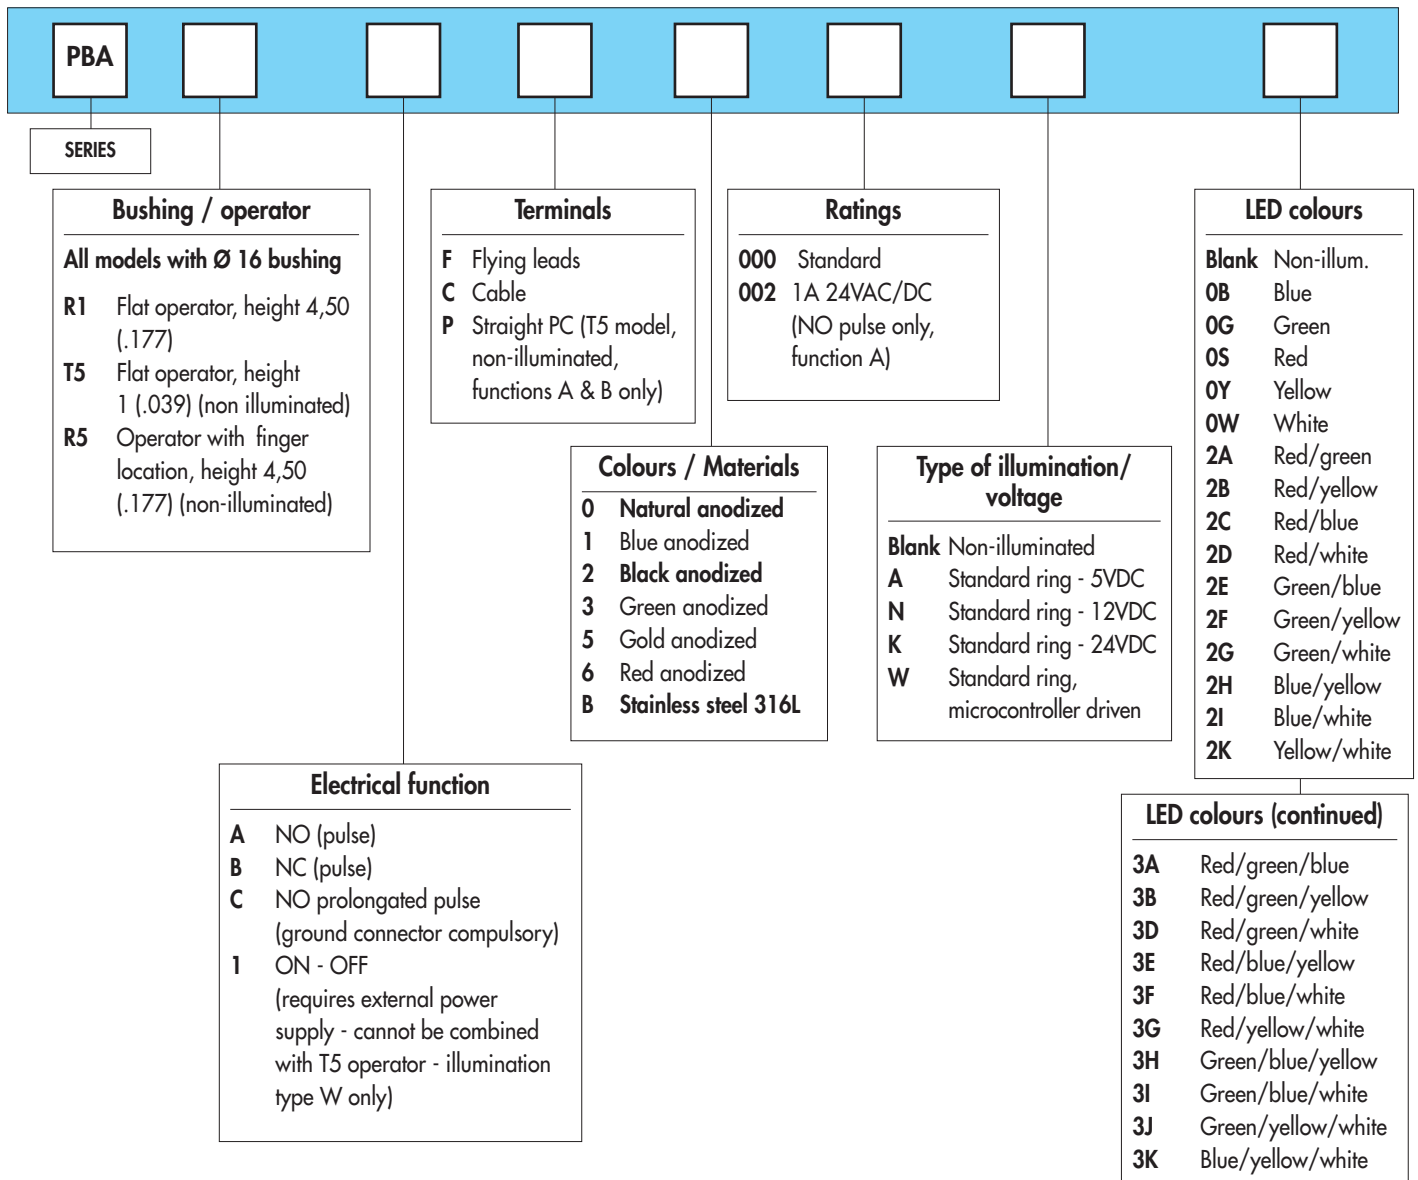 PBA
SERIES
Bushing / operator
All models with Ø 16 bushing
R1 Flat operator, height 4,50
(.177)
T5 Flat operator, height
1 (.039) (non illuminated)
R5 Operator with finger
location, height 4,50
(.177) (non-illuminated)
Terminals
F Flying leads
C Cable
P Straight PC (T5 model,
non-illuminated,
functions A & B only)
Ratings
000 Standard
002 1A 24VAC/DC
(NO pulse only,
function A)
LED colours
Blank Non-illum.
0B Blue
0G Green
0S Red
0Y Yellow
0W White
2A Red/green
2B Red/yellow
2C Red/blue
2D Red/white
2E Green/blue
2F Green/yellow
2G Green/white
2H Blue/yellow
2I Blue/white
2K Yellow/white
Colours / Materials
0 Natural anodized
1 Blue anodized
2 Black anodized
3 Green anodized
5 Gold anodized
6 Red anodized
B Stainless steel 316L
Type of illumination/
voltage
Blank Non-illuminated
A Standard ring - 5VDC
N Standard ring - 12VDC
K Standard ring - 24VDC
W Standard ring,
microcontroller driven
Electrical function
A NO (pulse)
B NC (pulse)
C NO prolongated pulse
(ground connector compulsory)
1 ON - OFF
(requires external power
supply - cannot be combined
with T5 operator - illumination
type W only)
LED colours (continued)
3A Red/green/blue
3B Red/green/yellow
3D Red/green/white
3E Red/blue/yellow
3F Red/blue/white
3G Red/yellow/white
3H Green/blue/yellow
3I Green/blue/white
3J Green/yellow/white
3K Blue/yellow/white